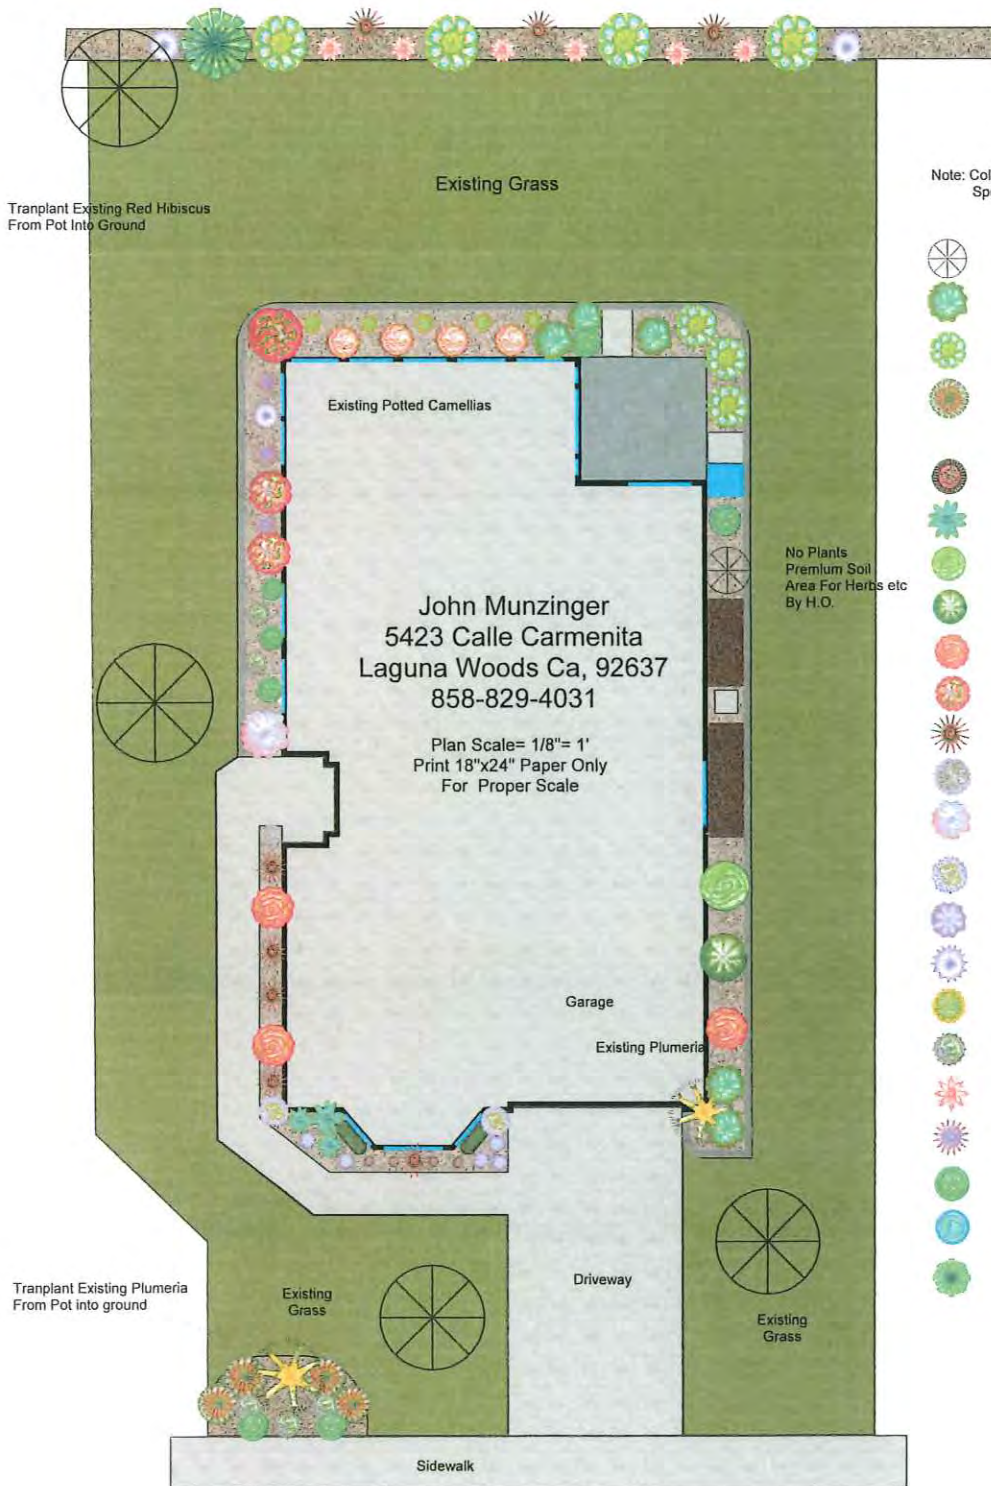 Existing Grass
Note: Col
Sp
Tranplant Existing Red Hibiscus
From Pot Into Ground
Existing Potted Camellias
No Plants
Premium Soil
Area For Herbs etc
By H.O.
John Munzinger
5423 Calle Carmenita
Laguna Woods Ca, 92637
858-829-4031
Plan Scale= 1/8"= 1'
Print 18"x24" Paper Only
For Proper Scale
Garage
Existing Plumeria
Tranplant Existing Plumeria
From Pot into ground
Existing
Grass
Driveway
Existing
Grass
Sidewalk